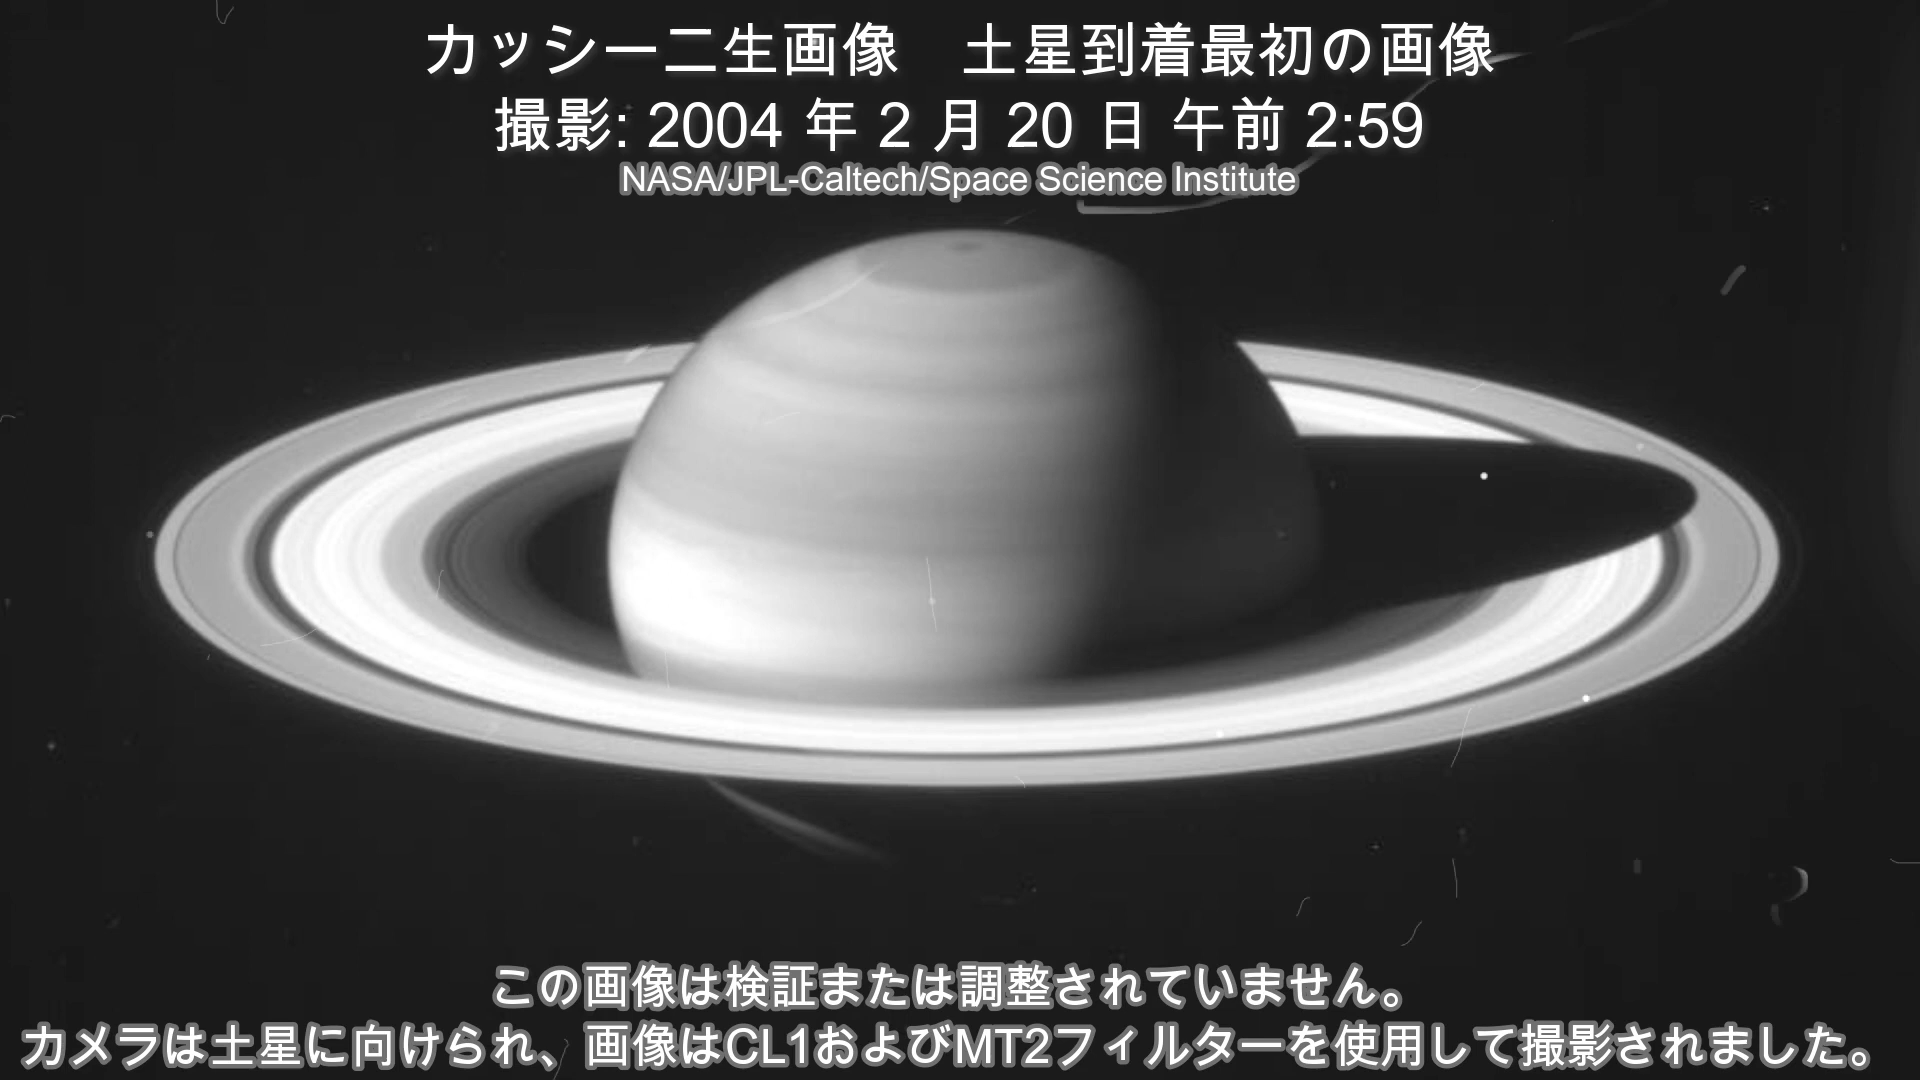 カッシーニ生画像　土星到着最初の画像
撮影: 2004 年 2 月 20 日 午前 2:59
NASA/JPL-Caltech/Space Science Institute
この画像は検証または調整されていません。
カメラは土星に向けられ、画像はCL1およびMT2フィルターを使用して撮影されました。